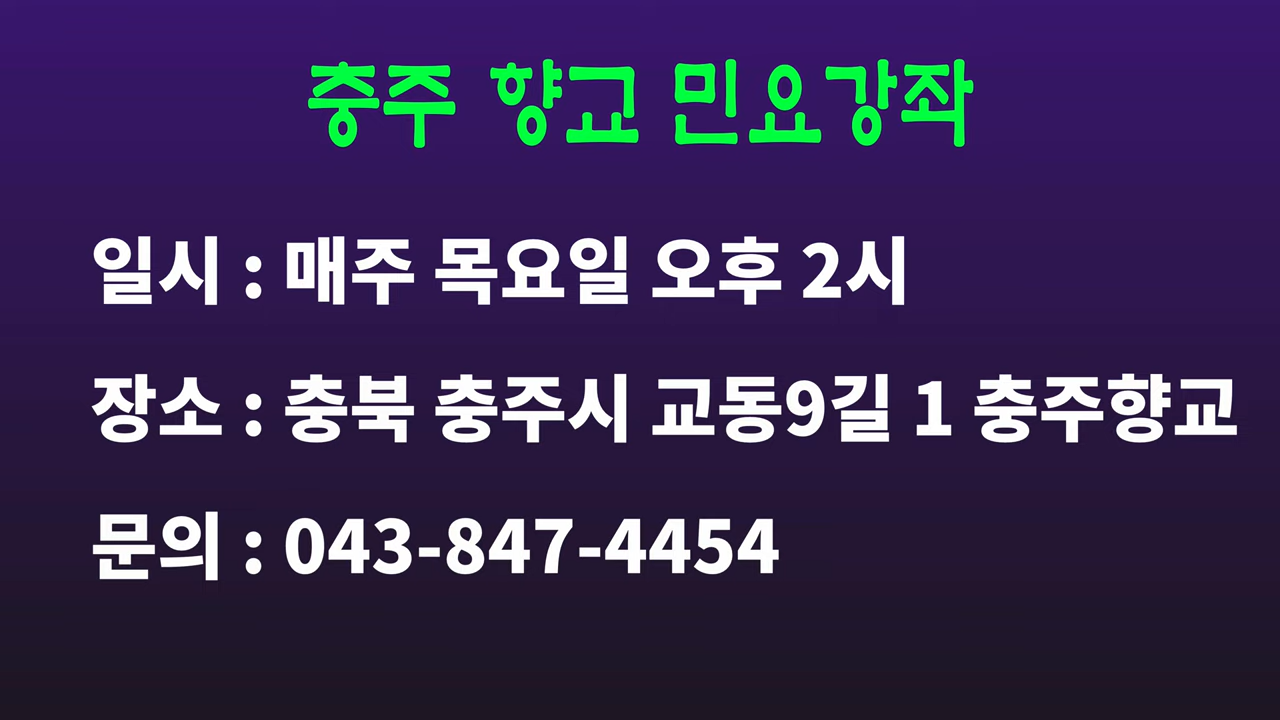 충주 향교 민요강좌
일시 : 매주 목요일 오후 2시
장소 : 충북 충주시 교동9길 1 충주향교
문의 : 043-847-4454